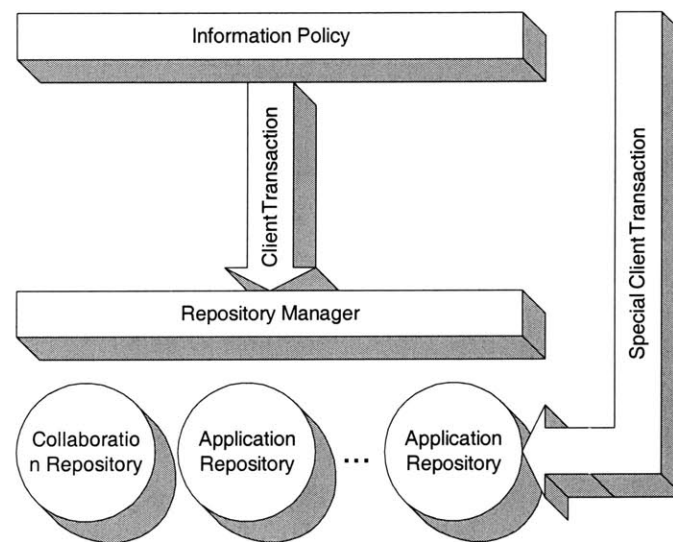 Information Policy
Client Transaction
Special Client Transaction
Repository Manager
Collaboratio
n Repository
Application
Repository
...
Application
Repository